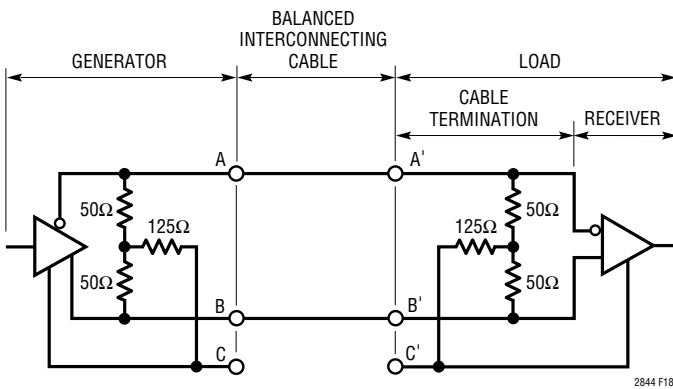 BALANCED
INTERCONNECTING
CABLE
GENERATOR
LOAD
CABLE
TERMINATION
RECEIVER
A
A'
50Ω
125Ω
50Ω
B
C
125Ω
50Ω
50Ω
B'
C'
2844 F18